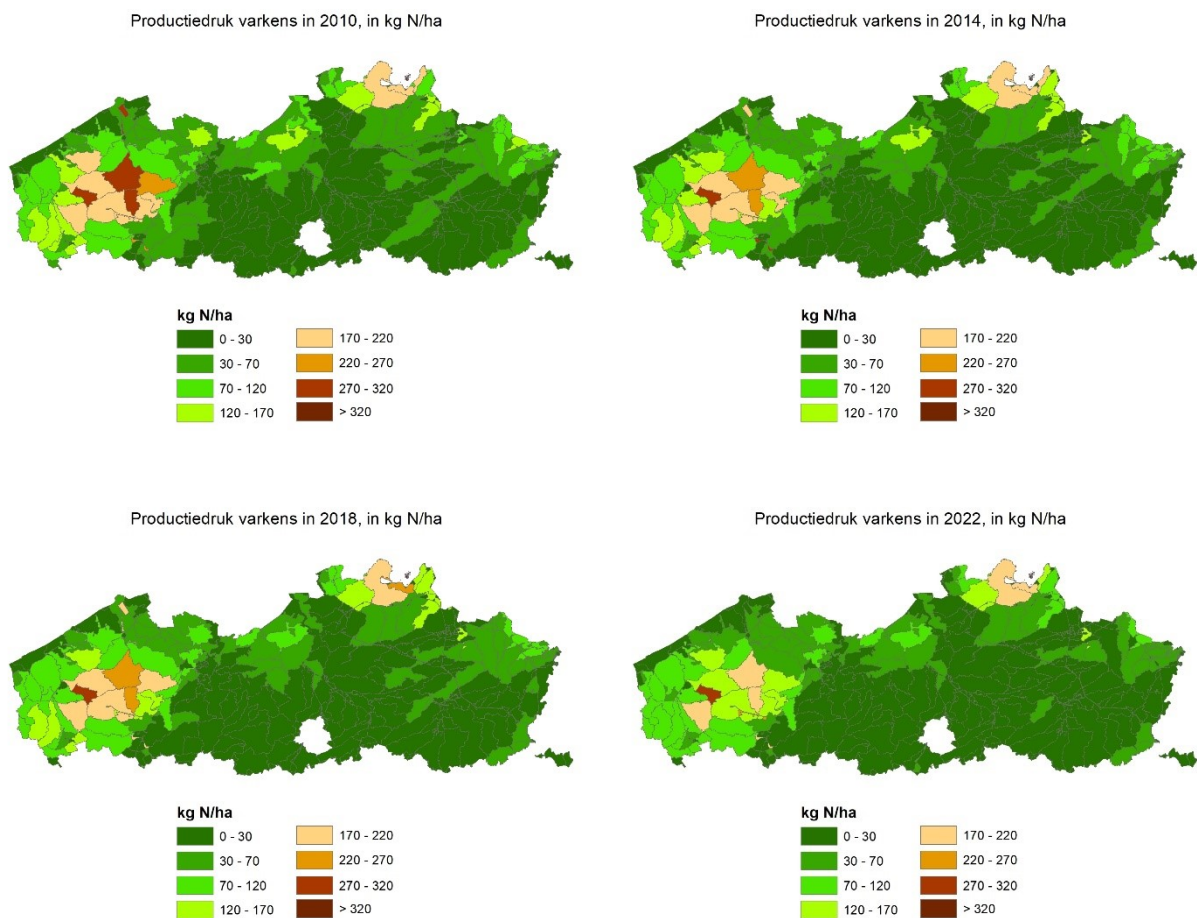 Productiedruk varkens in 2010, in kg N/ha
Productiedruk varkens in 2014, in kg N/ha
kg N/ha
0 - 30
170 - 220
30 - 70
220 - 270
70 - 120
270 - 320
120 - 170
> 320
kg N/ha
0 - 30
170 - 220
30 - 70
220 - 270
70 - 120
270 - 320
120 - 170
> 320
Productiedruk varkens in 2018, in kg N/ha
Productiedruk varkens in 2022, in kg N/ha
kg N/ha
0 - 30
170 - 220
30 - 70
220 - 270
70 - 120
270 - 320
120 - 170
> 320
kg N/ha
0 - 30
170 - 220
30 - 70
220 - 270
70 - 120
270 - 320
120 - 170
> 320